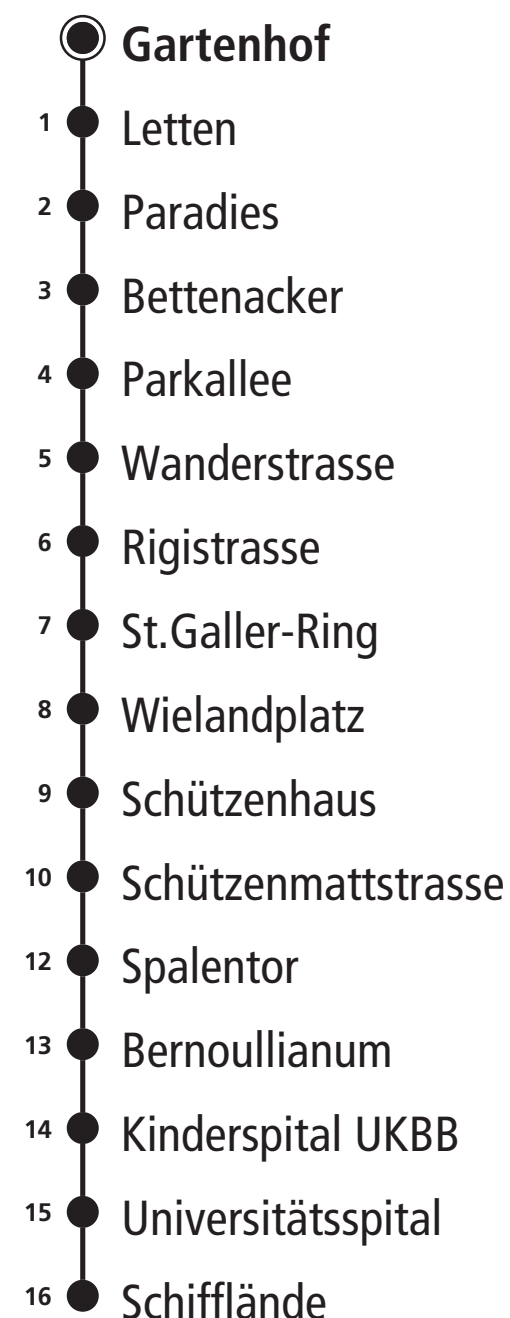 Gartenhof
1 Letten
2 Paradies
3 Bettenacker
4 Parkallee
5 Wanderstrasse
6 Rigistrasse
7 St.Galler-Ring
8 Wielandplatz
9 Schützenhaus
10 Schützenmattstrasse
12 Spalentor
13 Bernoullianum
14 Kinderspital UKBB
15 Universitätsspital
16 Schifflände